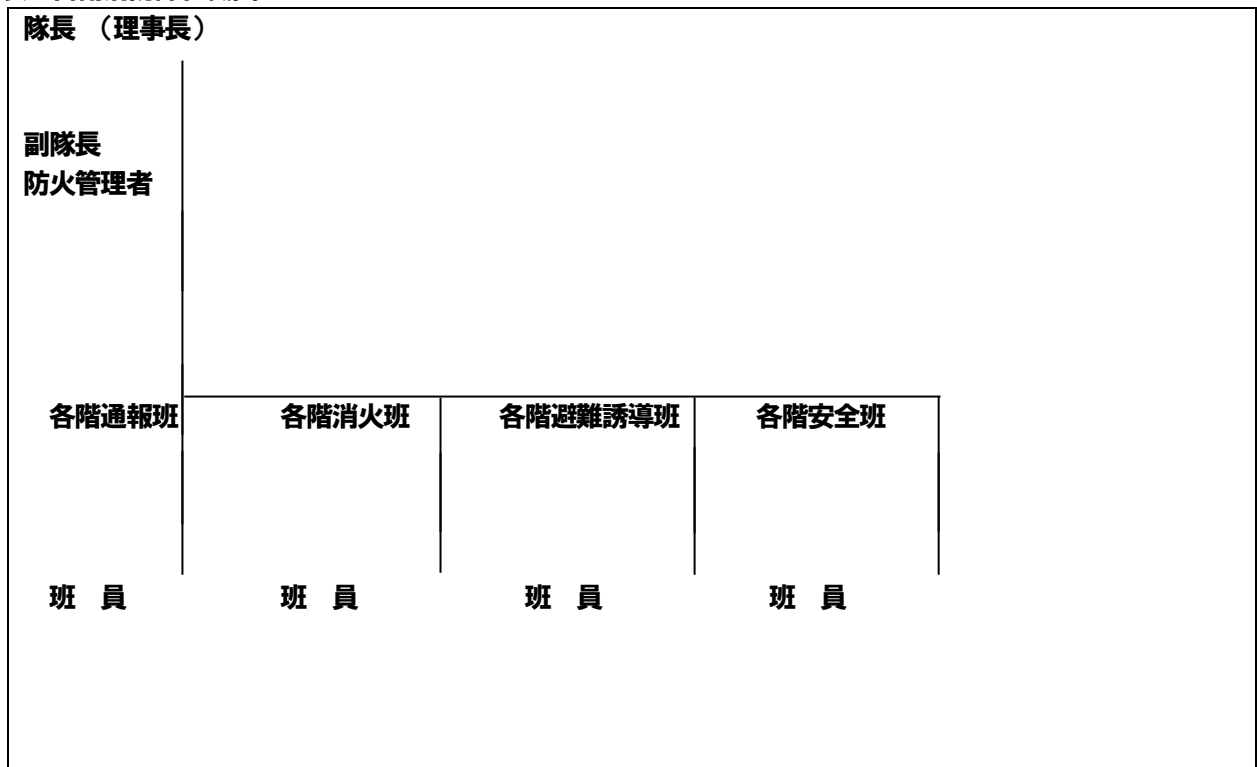 隊長 （理事長）
副隊長
防火管理者
各階通報班 各階消火班 各階避難誘導班 各階安全班
班　員 班　員 班　員 班　員